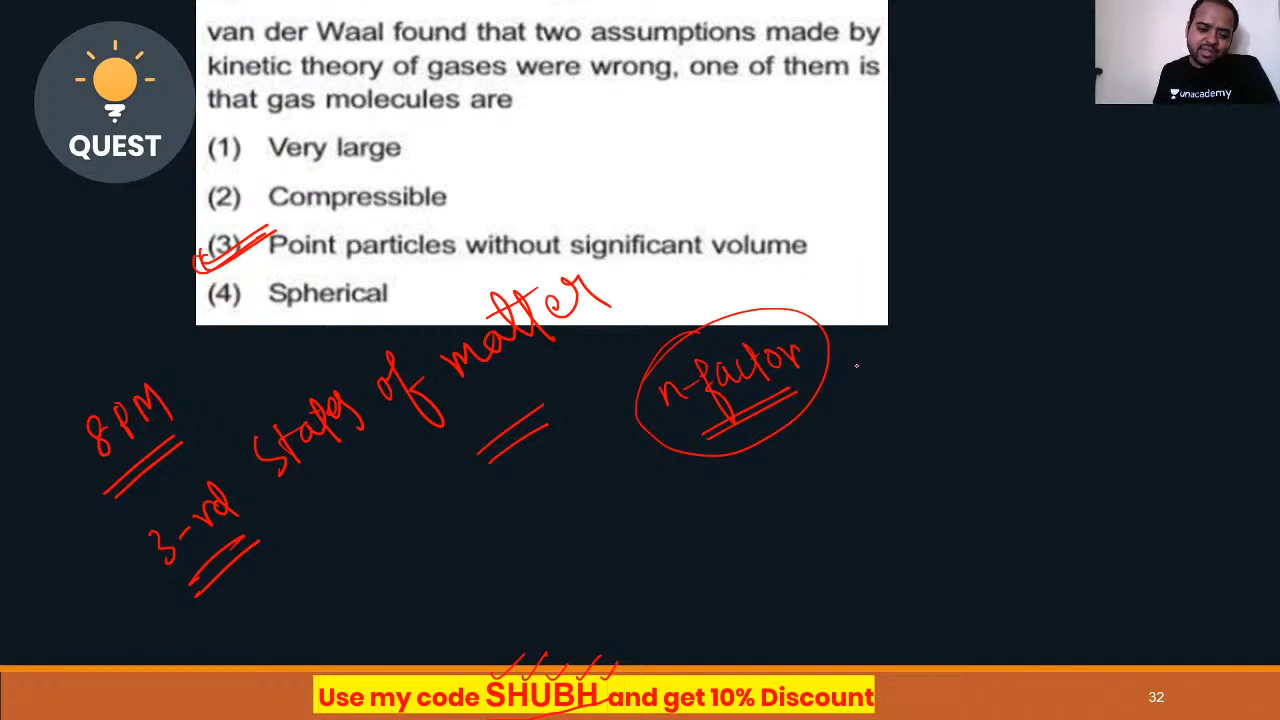 van der Waal found that two assumptions made by
kinetic theory of gases were wrong, one of them is
that gas molecules are
(1) Very large
(2) Compressible
(3) Point particles without significant volume
(4) Spherical
QUEST
unacademy
8 PM
3-rd
States of matter
n-factor
Use my code SHUBH and get 10% Discount
32